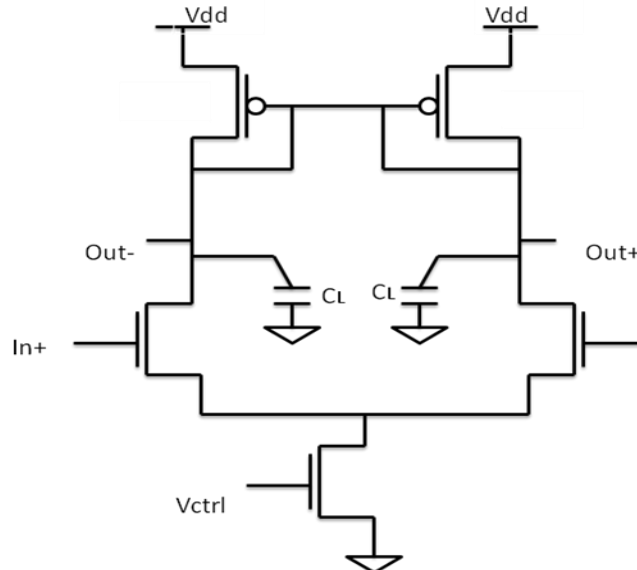 Vdd
Vdd
Out-
Out+
CL
CL
In+
Vctrl